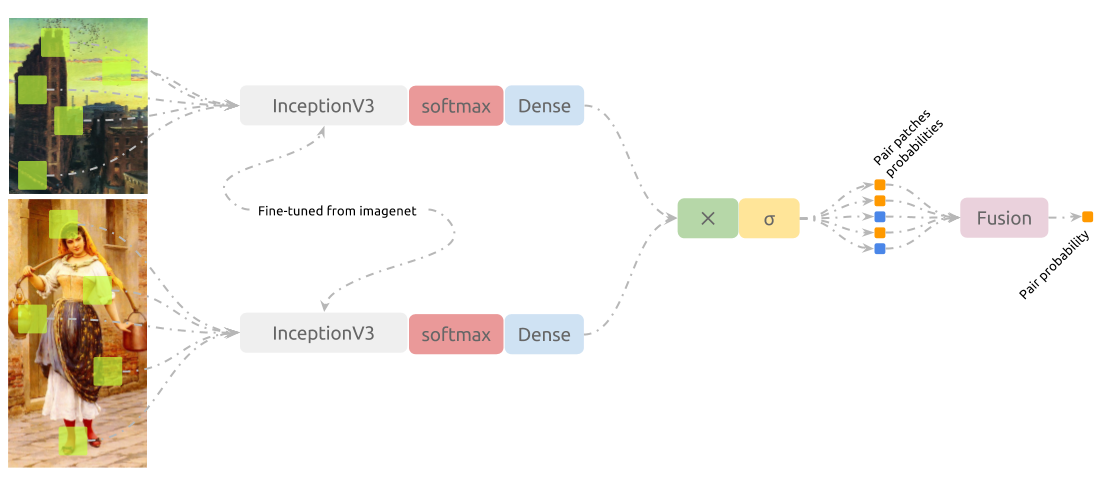 InceptionV3
softmax
Dense
Fine-tuned from imagenet
InceptionV3
softmax
Dense
×
σ
Pair patches
probabilities
Fusion
Pair probability